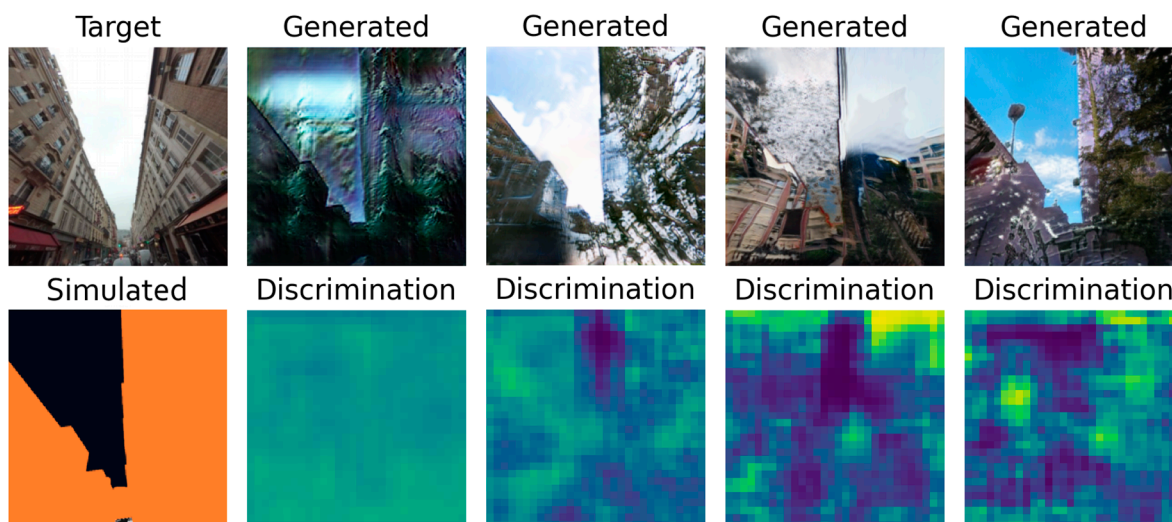 Target Generated Generated Generated Generated
Simulated Discrimination Discrimination Discrimination Discrimination